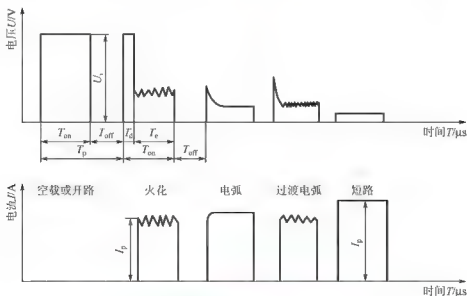 电压U/V
Us
Ton
Toff
Td
Te
Tp
Ton
Toff
时间T/μs
空载或开路
火花
电弧
过渡电弧
短路
电流I/A
Ip
Ip
时间T/μs